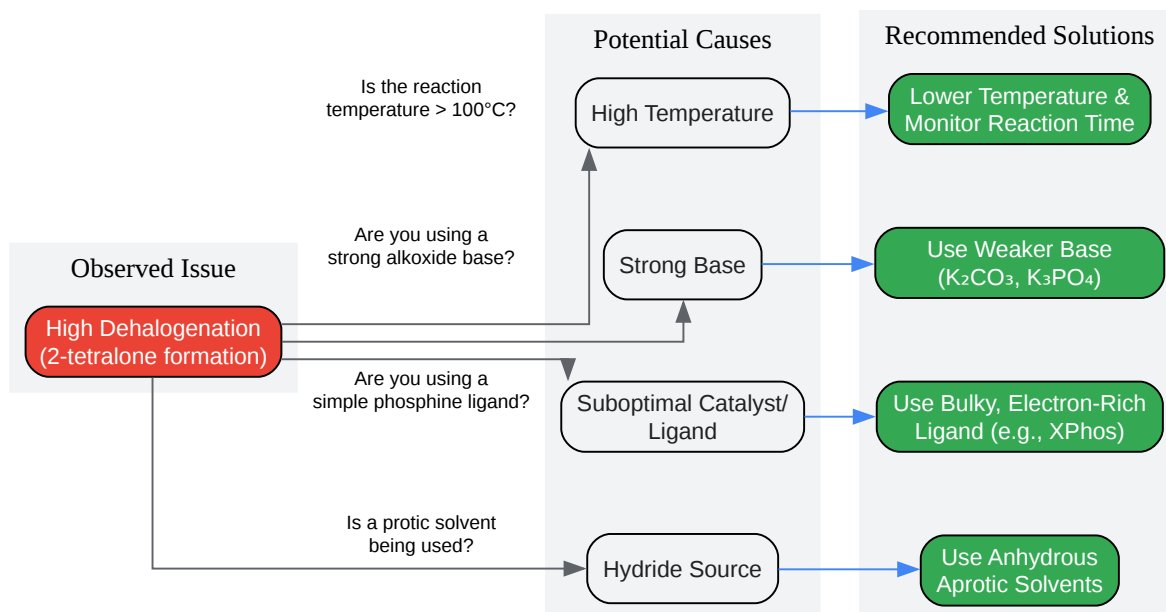 Potential Causes
Recommended Solutions
Is the reaction
temperature > 100°C?
High Temperature
Lower Temperature &
Monitor Reaction Time
Are you using a
strong alkoxide base?
Strong Base
Use Weaker Base
(K₂CO₃, K₃PO₄)
Observed Issue
High Dehalogenation
(2-tetralone formation)
Are you using a
simple phosphine ligand?
Suboptimal Catalyst/
Ligand
Use Bulky, Electron-Rich
Ligand (e.g., XPhos)
Is a protic solvent
being used?
Hydride Source
Use Anhydrous
Aprotic Solvents